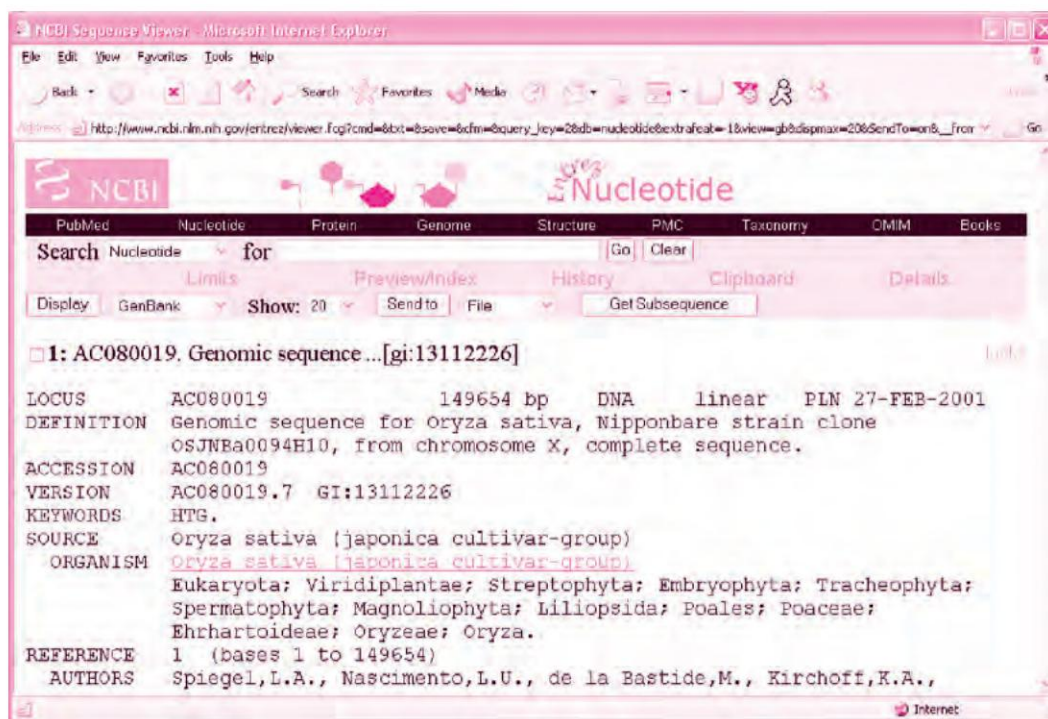 NCBI Sequence Viewer - Microsoft Internet Explorer
File Edit View Favorites Tools Help
Back Search Favorites Media
Address http://www.ncbi.nlm.nih.gov/entrez/viewer.fcgi?cmd=&txt=&save=&cfm=&query_key=2&db=nucleotide&extrafeat=-1&view=gb&dispmax=20&SendTo=on&__from Go
NCBI Entrez Nucleotide
PubMed Nucleotide Protein Genome Structure PMC Taxonomy OMIM Books
Search Nucleotide for Go Clear
Limits Preview/Index History Clipboard Details
Display GenBank Show: 20 Send to File Get Subsequence
1: AC080019. Genomic sequence ...[gi:13112226] Links
LOCUS AC080019 149654 bp DNA linear PLN 27-FEB-2001
DEFINITION Genomic sequence for Oryza sativa, Nipponbare strain clone
OSJNBa0094H10, from chromosome X, complete sequence.
ACCESSION AC080019
VERSION AC080019.7 GI:13112226
KEYWORDS HTG.
SOURCE Oryza sativa (japonica cultivar-group)
ORGANISM Oryza sativa (japonica cultivar-group)
Eukaryota; Viridiplantae; Streptophyta; Embryophyta; Tracheophyta;
Spermatophyta; Magnoliophyta; Liliopsida; Poales; Poaceae;
Ehrhartoideae; Oryzeae; Oryza.
REFERENCE 1 (bases 1 to 149654)
AUTHORS Spiegel,L.A., Nascimento,L.U., de la Bastide,M., Kirchoff,K.A.,
Internet